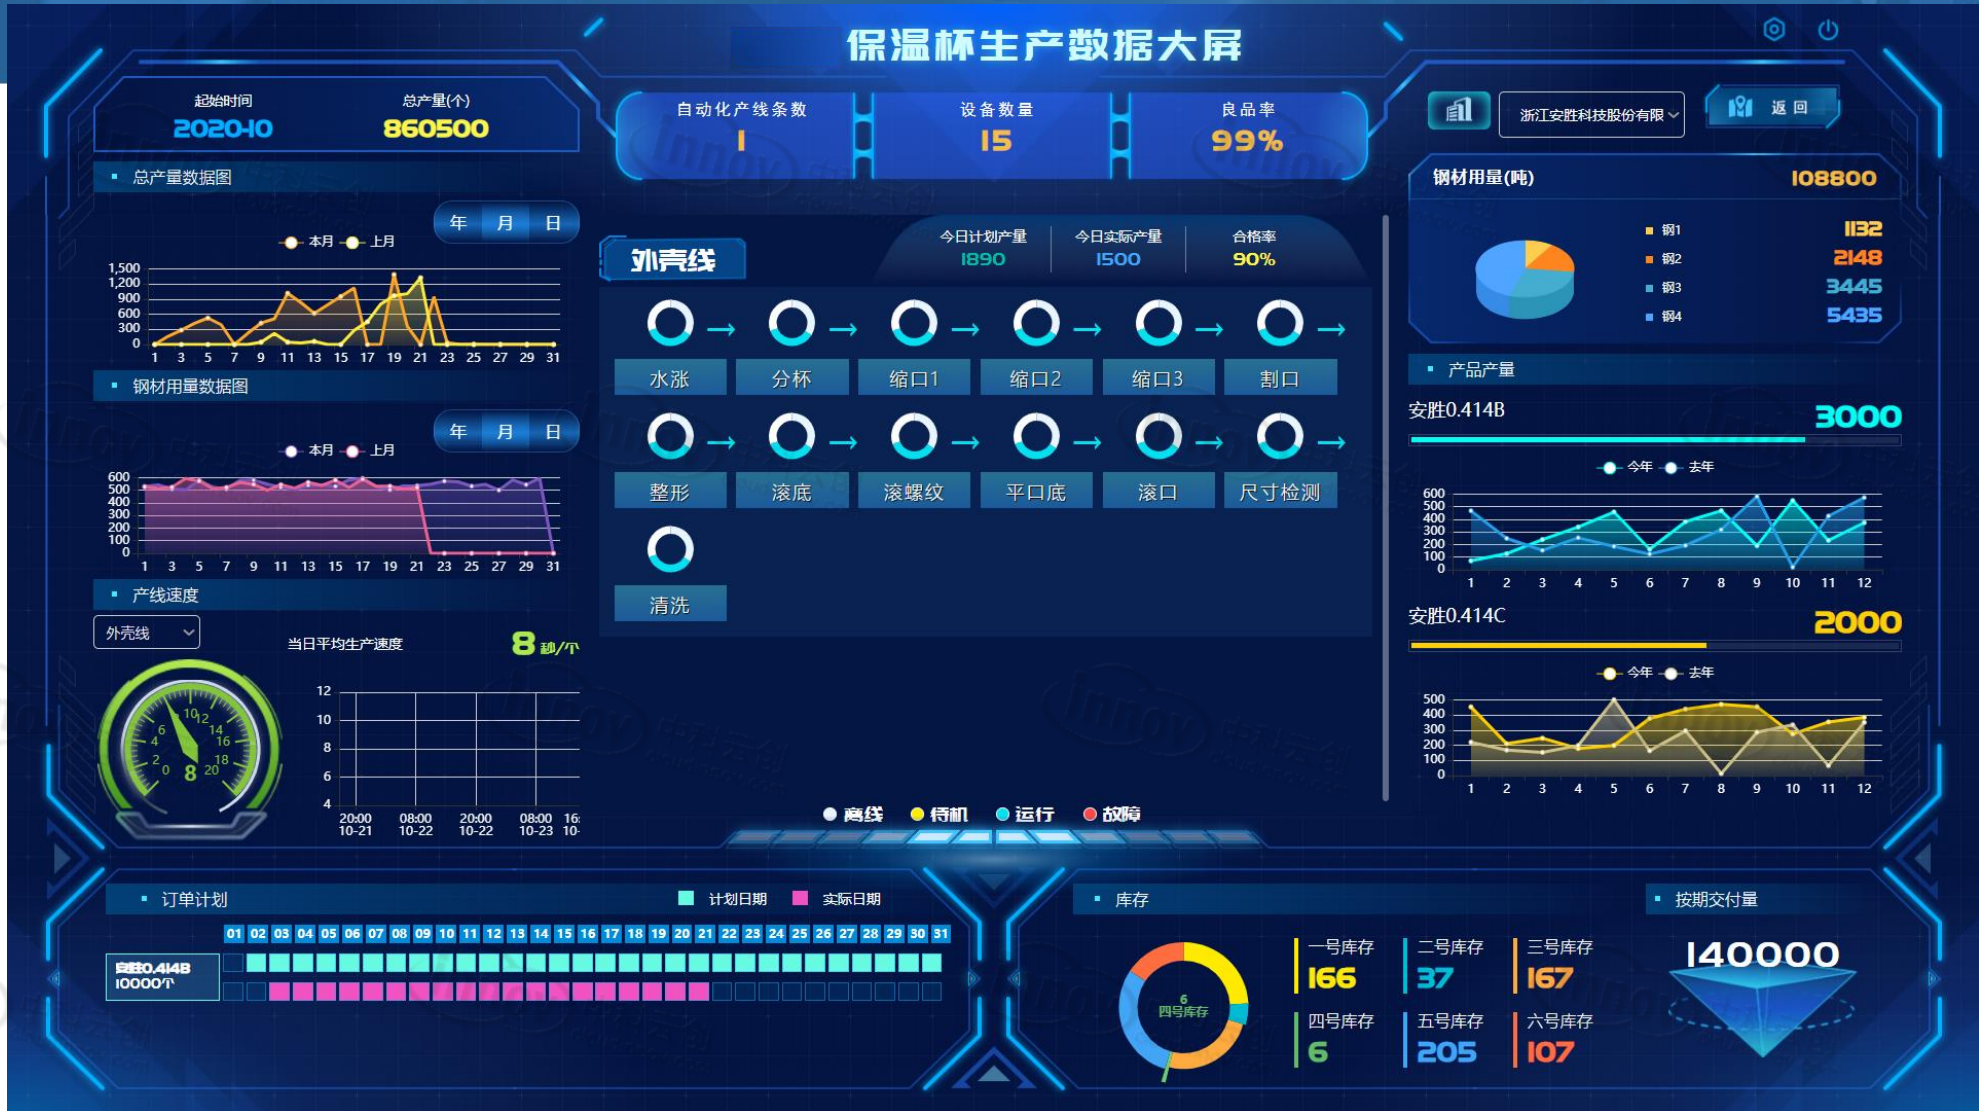 保温杯生产数据大屏
起始时间
2020-10
总产量(个)
860500
自动化产线条数
1
设备数量
15
良品率
99%
浙江安胜科技股份有限
返回
总产量数据图
年 月 日
本月 上月
1,500
1,200
900
600
300
0
1 3 5 7 9 11 13 15 17 19 21 23 25 27 29 31
钢材用量数据图
年 月 日
本月 上月
600
500
400
300
200
100
0
1 3 5 7 9 11 13 15 17 19 21 23 25 27 29 31
产线速度
外壳线
当日平均生产速度
8 秒/个
0 2 4 6 10 12 14 16 18 20
8
12
10
8
6
4
20:00 08:00 20:00 08:00 16:
10-21 10-22 10-22 10-23 10-
外壳线
今日计划产量
1890
今日实际产量
1500
合格率
90%
水涨 分杯 缩口1 缩口2 缩口3 割口
整形 滚底 滚螺纹 平口底 滚口 尺寸检测
清洗
离线 待机 运行 故障
钢材用量(吨)
108800
钢1 1132
钢2 2148
钢3 3445
钢4 5435
产品产量
安胜0.414B
3000
今年 去年
600
500
400
300
200
100
0
1 2 3 4 5 6 7 8 9 10 11 12
安胜0.414C
2000
今年 去年
500
400
300
200
100
0
1 2 3 4 5 6 7 8 9 10 11 12
订单计划
计划日期 实际日期
01 02 03 04 05 06 07 08 09 10 11 12 13 14 15 16 17 18 19 20 21 22 23 24 25 26 27 28 29 30 31
安胜0.414B
10000个
库存
6
四号库存
一号库存
166
二号库存
37
三号库存
167
四号库存
6
五号库存
205
六号库存
107
按期交付量
140000
innov